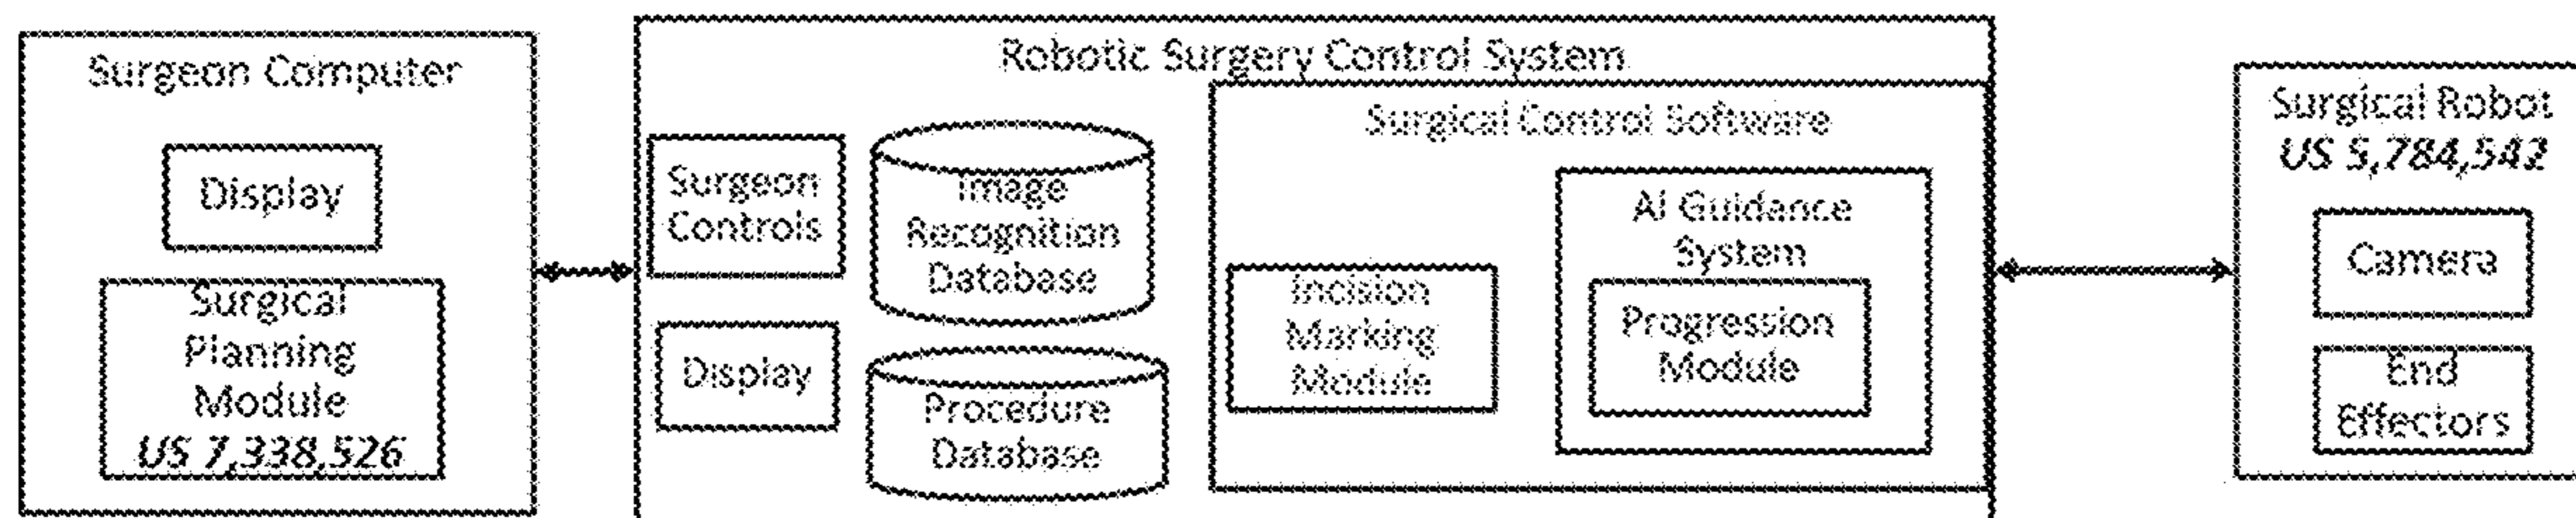 Surgeon Computer
Display
Surgical
Planning
Module
US 7,338,526
Robotic Surgery Control System
Surgeon
Controls
Display
Image
Recognition
Database
Procedure
Database
Surgical Control Software
Incision
Marking
Module
AI Guidance
System
Progression
Module
Surgical Robot
US 5,784,542
Camera
End
Effectors